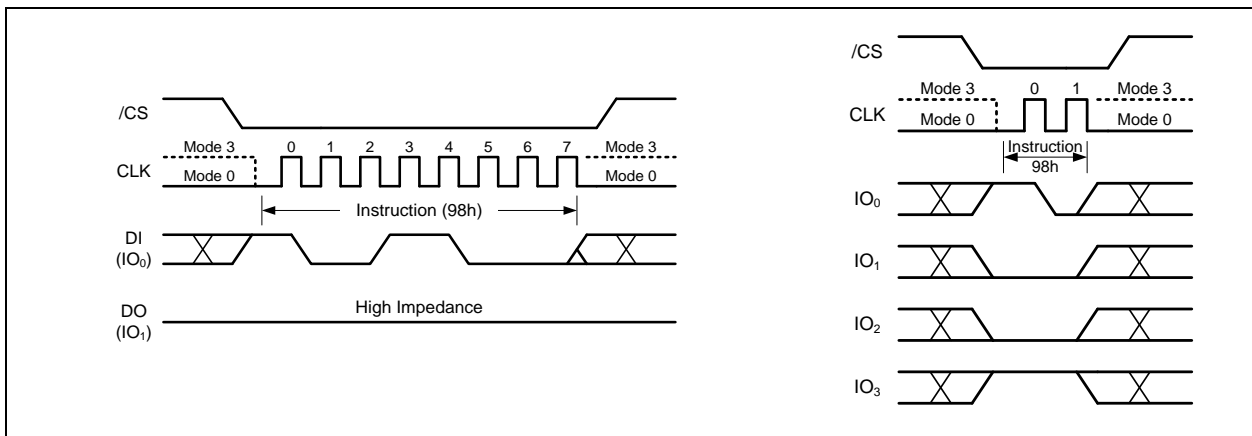 /CS
Mode 3
Mode 0
CLK
0 1 2 3 4 5 6 7
Mode 3
Mode 0
Instruction (98h)
DI
(IO0)
High Impedance
DO
(IO1)
/CS
Mode 3
Mode 0
CLK
0 1
Mode 3
Mode 0
Instruction
98h
IO0
IO1
IO2
IO3